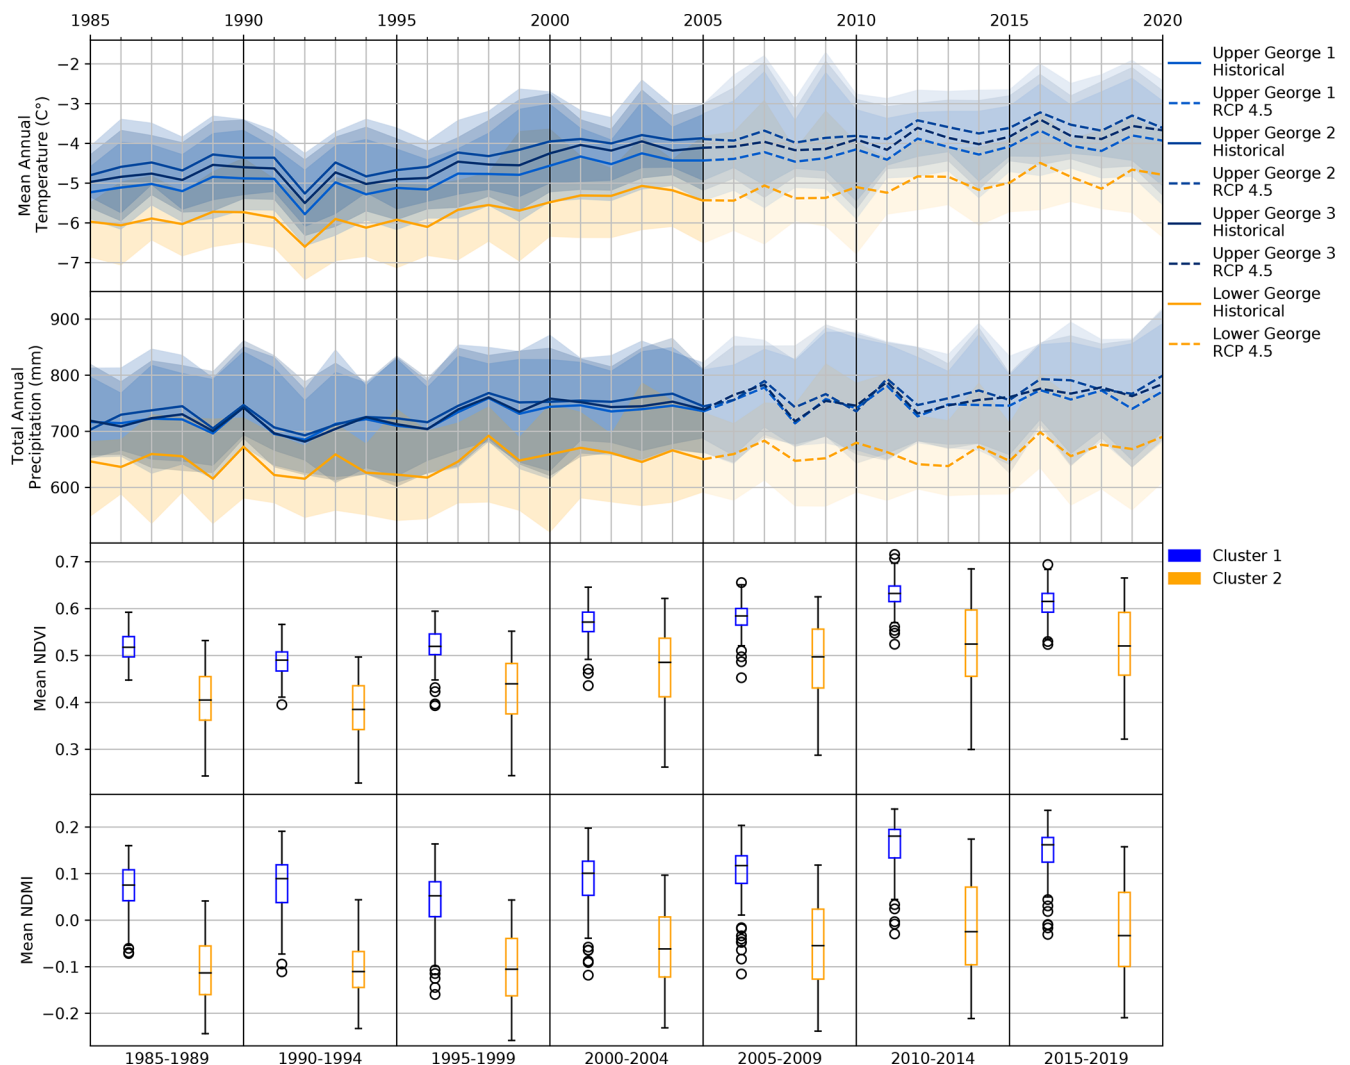 1985 1990 1995 2000 2005 2010 2015 2020
Mean Annual
Temperature (C°)
−2
−3
−4
−5
−6
−7
Upper George 1
Historical
Upper George 1
RCP 4.5
Upper George 2
Historical
Upper George 2
RCP 4.5
Upper George 3
Historical
Upper George 3
RCP 4.5
Lower George
Historical
Lower George
RCP 4.5
Total Annual
Precipitation (mm)
900
800
700
600
Mean NDVI
0.7
0.6
0.5
0.4
0.3
Cluster 1
Cluster 2
Mean NDMI
0.2
0.1
0.0
−0.1
−0.2
1985-1989 1990-1994 1995-1999 2000-2004 2005-2009 2010-2014 2015-2019